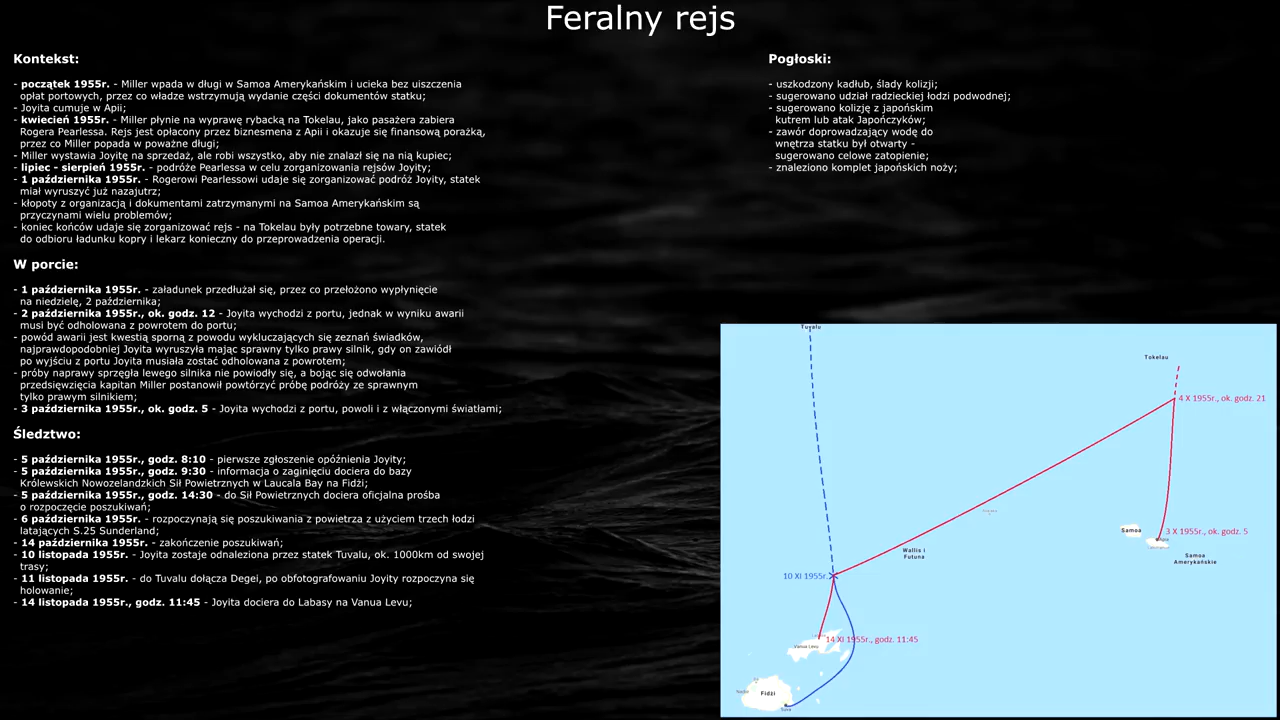 Feralny rejs
Kontekst:
- początek 1955r. - Miller wpada w długi w Samoa Amerykańskim i ucieka bez uiszczenia
opłat portowych, przez co władze wstrzymują wydanie części dokumentów statku;
- Joyita cumuje w Apii;
- kwiecień 1955r. - Miller płynie na wyprawę rybacką na Tokelau, jako pasażera zabiera
Rogera Pearlessa. Rejs jest opłacony przez biznesmena z Apii i okazuje się finansową porażką,
przez co Miller popada w poważne długi;
- Miller wystawia Joyitę na sprzedaż, ale robi wszystko, aby nie znalazł się na nią kupiec;
- lipiec - sierpień 1955r. - podróże Pearlessa w celu zorganizowania rejsów Joyity;
- 1 października 1955r. - Rogerowi Pearlessowi udaje się zorganizować podróż Joyity, statek
miał wyruszyć już nazajutrz;
- kłopoty z organizacją i dokumentami zatrzymanymi na Samoa Amerykańskim są
przyczynami wielu problemów;
- koniec końców udaje się zorganizować rejs - na Tokelau były potrzebne towary, statek
do odbioru ładunku kopry i lekarz konieczny do przeprowadzenia operacji.
W porcie:
- 1 października 1955r. - załadunek przedłużał się, przez co przełożono wypłynięcie
na niedzielę, 2 października;
- 2 października 1955r., ok. godz. 12 - Joyita wychodzi z portu, jednak w wyniku awarii
musi być odholowana z powrotem do portu;
- powód awarii jest kwestią sporną z powodu wykluczających się zeznań świadków,
najprawdopodobniej Joyita wyruszyła mając sprawny tylko prawy silnik, gdy on zawiódł
po wyjściu z portu Joyita musiała zostać odholowana z powrotem;
- próby naprawy sprzęgła lewego silnika nie powiodły się, a bojąc się odwołania
przedsięwzięcia kapitan Miller postanowił powtórzyć próbę podróży ze sprawnym
tylko prawym silnikiem;
- 3 października 1955r., ok. godz. 5 - Joyita wychodzi z portu, powoli i z włączonymi światłami;
Śledztwo:
- 5 października 1955r., godz. 8:10 - pierwsze zgłoszenie opóźnienia Joyity;
- 5 października 1955r., godz. 9:30 - informacja o zaginięciu dociera do bazy
Królewskich Nowozelandzkich Sił Powietrznych w Laucala Bay na Fidżi;
- 5 października 1955r., godz. 14:30 - do Sił Powietrznych dociera oficjalna prośba
o rozpoczęcie poszukiwań;
- 6 października 1955r. - rozpoczynają się poszukiwania z powietrza z użyciem trzech łodzi
latających S.25 Sunderland;
- 14 październik 1955r. - zakończenie poszukiwań;
- 10 listopada 1955r. - Joyita zostaje odnaleziona przez statek Tuvalu, ok. 1000km od swojej
trasy;
- 11 listopada 1955r. - do Tuvalu dołącza Degei, po obfotografowaniu Joyity rozpoczyna się
holowanie;
- 14 listopada 1955r., godz. 11:45 - Joyita dociera do Labasy na Vanua Levu;
Pogłoski:
- uszkodzony kadłub, ślady kolizji;
- sugerowano udział radzieckiej łodzi podwodnej;
- sugerowano kolizję z japońskim
kutrem lub atak Japończyków;
- zawór doprowadzający wodę do
wnętrza statku był otwarty -
sugerowano celowe zatopienie;
- znaleziono komplet japońskich noży;
Tuvalu
Tokelau
4 X 1955r., ok. godz. 21
Samoa
3 X 1955r., ok. godz. 5
Wallis i
Futuna
Samoa
Amerykańskie
10 XI 1955r.
14 XI 1955r., godz. 11:45
Vanua Levu
Fidżi
Suva